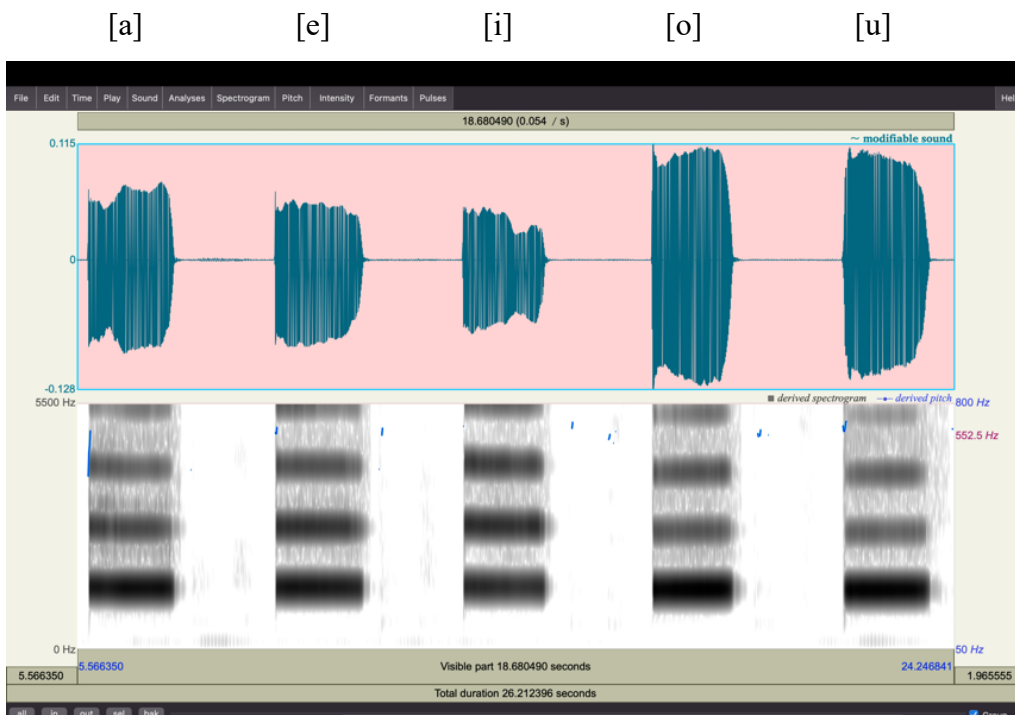 [a] [e] [i] [o] [u]
File Edit Time Play Sound Analyses Spectrogram Pitch Intensity Formants Pulses Hel
18.680490 (0.054 / s)
0.115 ~ modifiable sound
0
-0.128
5500 Hz ■ derived spectrogram derived pitch 800 Hz
552.5 Hz
0 Hz 50 Hz
5.566350 5.566350 Visible part 18.680490 seconds 24.246841 1.965555
Total duration 26.212396 seconds
all in out sel bak Group